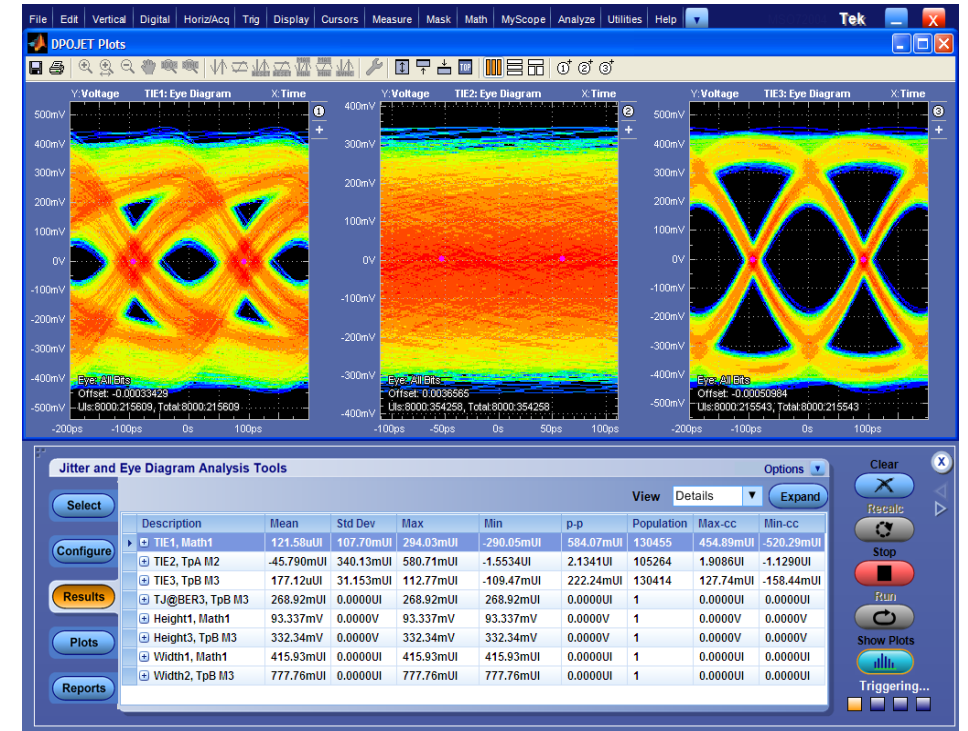 File Edit Vertical Digital Horiz/Acq Trig Display Cursors Measure Mask Math MyScope Analyze Utilities Help Tek X
DPOJET Plots
Y:Voltage TIE1: Eye Diagram X:Time
500mV
400mV
300mV
200mV
100mV
0V
-100mV
-200mV
-300mV
-400mV
-500mV
Eye: All Bits
Offset: -0.00033429
UIs:8000:215609, Total:8000:215609
-200ps -100ps 0s 100ps
1
+
Y:Voltage TIE2: Eye Diagram X:Time
400mV
300mV
200mV
100mV
0V
-100mV
-200mV
-300mV
-400mV
Eye: All Bits
Offset: 0.0036565
UIs:8000:354258, Total:8000:354258
-100ps -50ps 0s 50ps 100ps
2
+
Y:Voltage TIE3: Eye Diagram X:Time
500mV
400mV
300mV
200mV
100mV
0V
-100mV
-200mV
-300mV
-400mV
-500mV
Eye: All Bits
Offset: -0.00050984
UIs:8000:215543, Total:8000:215543
-200ps -100ps 0s 100ps
3
+
Jitter and Eye Diagram Analysis Tools Options
View Details Expand
Select
Configure
Results
Plots
Reports
Description Mean Std Dev Max Min p-p Population Max-cc Min-cc
TIE1, Math1 121.58uUI 107.70mUI 294.03mUI -290.05mUI 584.07mUI 130455 454.89mUI -520.29mUI
TIE2, TpA M2 -45.790mUI 340.13mUI 580.71mUI -1.5534UI 2.1341UI 105264 1.9086UI -1.1290UI
TIE3, TpB M3 177.12uUI 31.153mUI 112.77mUI -109.47mUI 222.24mUI 130414 127.74mUI -158.44mUI
TJ@BER3, TpB M3 268.92mUI 0.0000UI 268.92mUI 268.92mUI 0.0000UI 1 0.0000UI 0.0000UI
Height1, Math1 93.337mV 0.0000V 93.337mV 93.337mV 0.0000V 1 0.0000V 0.0000V
Height3, TpB M3 332.34mV 0.0000V 332.34mV 332.34mV 0.0000V 1 0.0000V 0.0000V
Width1, Math1 415.93mUI 0.0000UI 415.93mUI 415.93mUI 0.0000UI 1 0.0000UI 0.0000UI
Width2, TpB M3 777.76mUI 0.0000UI 777.76mUI 777.76mUI 0.0000UI 1 0.0000UI 0.0000UI
Clear
Recalc
Stop
Run
Show Plots
Triggering...